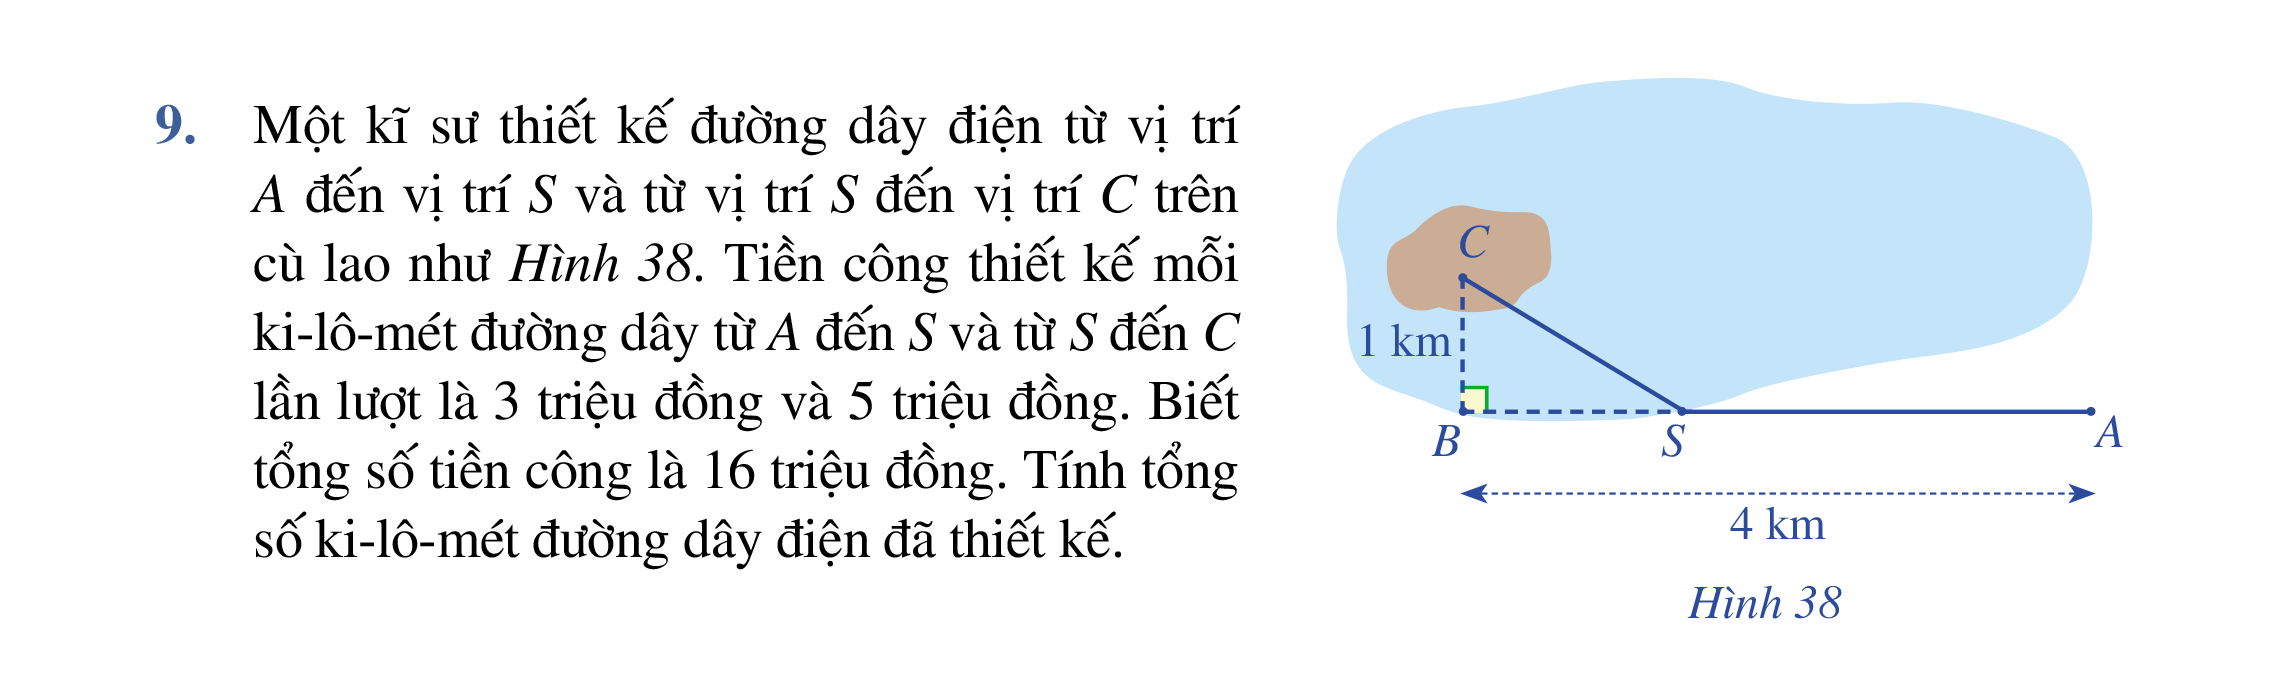 9. Một kĩ sư thiết kế đường dây điện từ vị trí
A đến vị trí S và từ vị trí S đến vị trí C trên
cù lao như Hình 38. Tiền công thiết kế mỗi
ki-lô-mét đường dây từ A đến S và từ S đến C
lần lượt là 3 triệu đồng và 5 triệu đồng. Biết
tổng số tiền công là 16 triệu đồng. Tính tổng
số ki-lô-mét đường dây điện đã thiết kế.
C
1 km
B
S
A
4 km
Hình 38